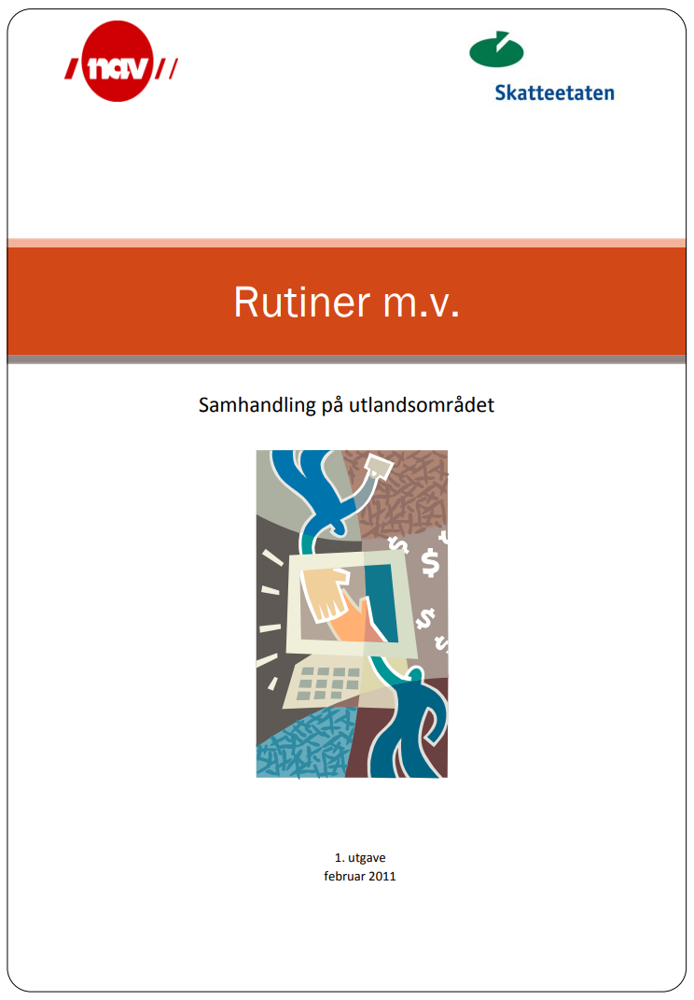 nav
Skatteetaten
Rutiner m.v.
Samhandling på utlandsområdet
$
$
$
$
$
1. utgave
februar 2011